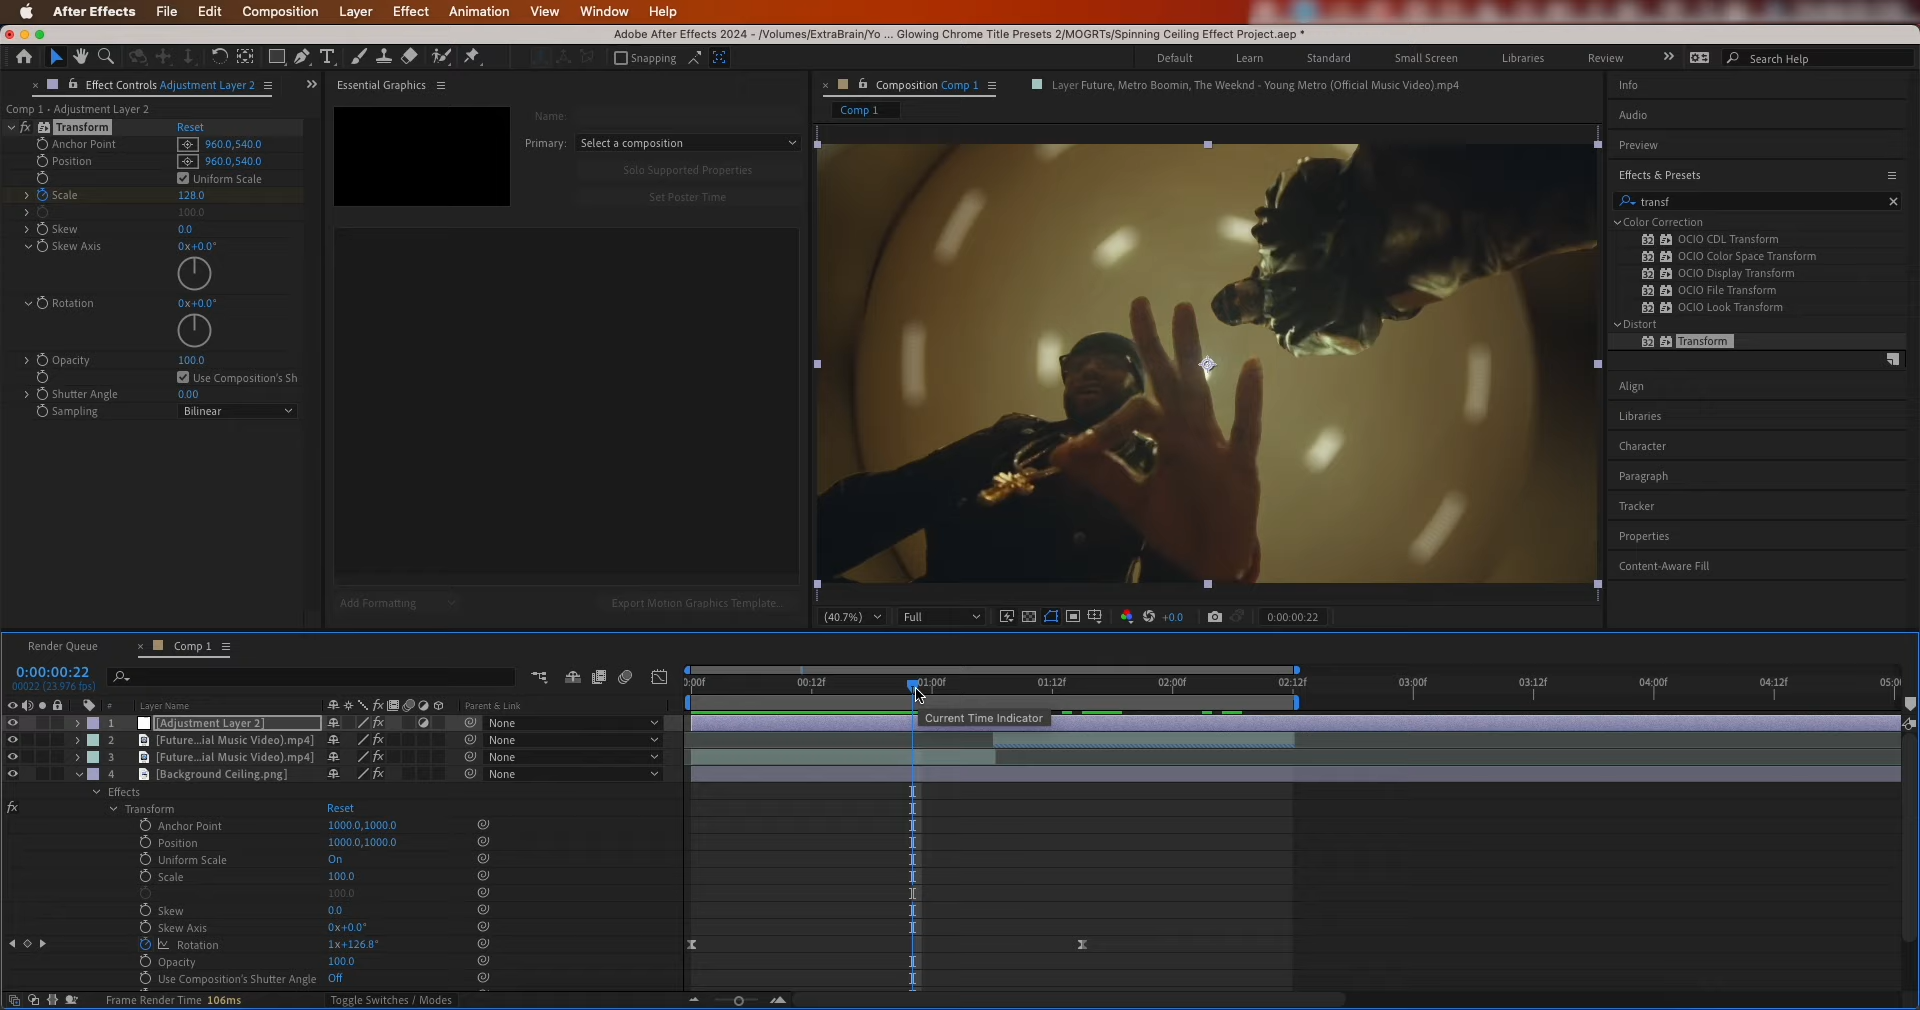 After Effects File Edit Composition Layer Effect Animation View Window Help
Adobe After Effects 2024 - /Volumes/ExtraBrain/Yo ... Glowing Chrome Title Presets 2/MOGRTs/Spinning Ceiling Effect Project.aep *
Snapping
Default Learn Standard Small Screen Libraries Review
Search Help
Effect Controls Adjustment Layer 2
Comp 1 • Adjustment Layer 2
fx Transform Reset
Anchor Point 960.0,540.0
Position 960.0,540.0
Uniform Scale
Scale 128.0
100.0
Skew 0.0
Skew Axis 0x+0.0°
Rotation 0x+0.0°
Opacity 100.0
Use Composition's Sh
Shutter Angle 0.00
Sampling Bilinear
Essential Graphics
Name:
Primary: Select a composition
Solo Supported Properties
Set Poster Time
Add Formatting
Export Motion Graphics Template...
Composition Comp 1
Layer Future, Metro Boomin, The Weeknd - Young Metro (Official Music Video).mp4
Comp 1
(40.7%) Full +0.0 0:00:00:22
Info
Audio
Preview
Effects & Presets
transf
Color Correction
32 OCIO CDL Transform
32 OCIO Color Space Transform
32 OCIO Display Transform
32 OCIO File Transform
32 OCIO Look Transform
Distort
32 Transform
Align
Libraries
Character
Paragraph
Tracker
Properties
Content-Aware Fill
Render Queue Comp 1
0:00:00:22
00022 (23.976 fps)
0:00f 00:12f 01:00f 01:12f 02:00f 02:12f 03:00f 03:12f 04:00f 04:12f 05:0
# Layer Name fx Parent & Link
1 [Adjustment Layer 2] None
Current Time Indicator
2 [Future...ial Music Video).mp4] fx None
3 [Future...ial Music Video).mp4] fx None
4 [Background Ceiling.png] fx None
Effects
fx Transform Reset
Anchor Point 1000.0,1000.0
Position 1000.0,1000.0
Uniform Scale On
Scale 100.0
100.0
Skew 0.0
Skew Axis 0x+0.0°
Rotation 1x+126.8°
Opacity 100.0
Use Composition's Shutter Angle Off
Frame Render Time 106ms
Toggle Switches / Modes